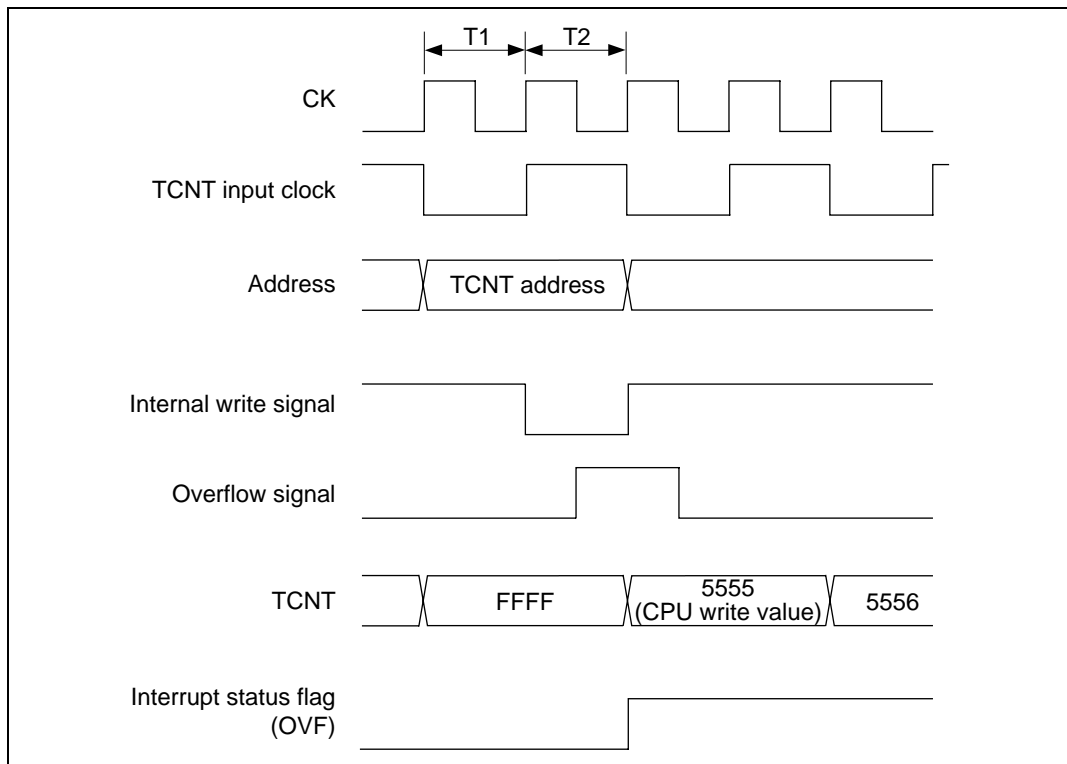 T1 T2
CK
TCNT input clock
Address TCNT address
Internal write signal
Overflow signal
TCNT FFFF 5555
(CPU write value) 5556
Interrupt status flag
(OVF)